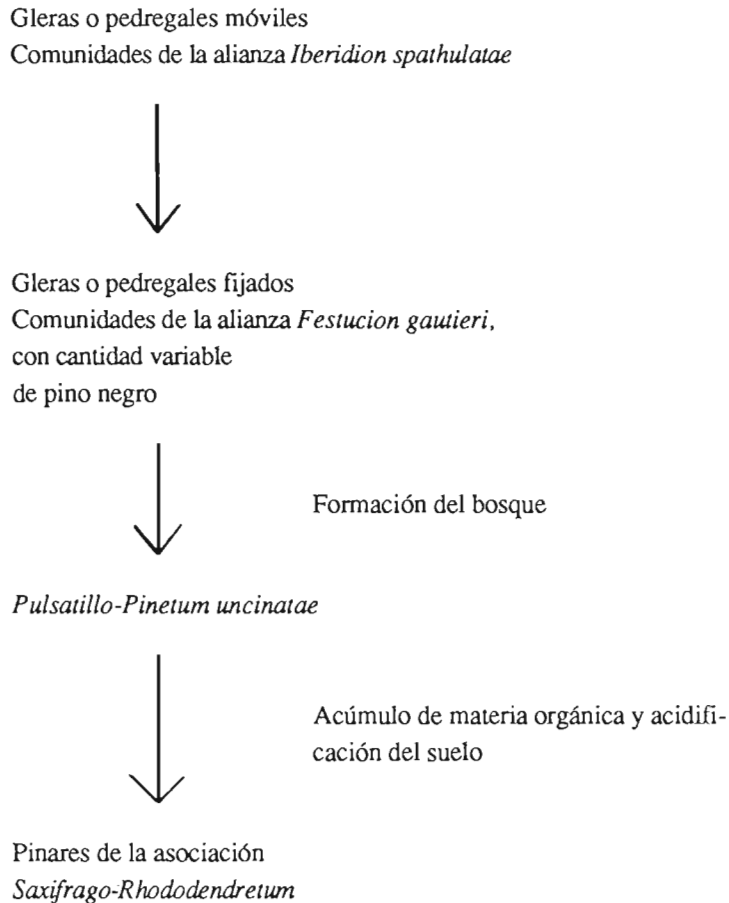 Gleras o pedregales móviles
Comunidades de la alianza Iberidion spathulatae
Gleras o pedregales fijados
Comunidades de la alianza Festucion gautieri,
con cantidad variable
de pino negro
Formación del bosque
Pulsatillo-Pinetum uncinatae
Acúmulo de materia orgánica y acidifi-
cación del suelo
Pinares de la asociación
Saxifrago-Rhododendretum